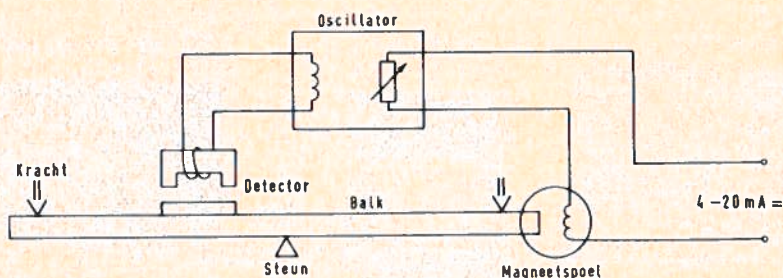 Oscillator
Kracht
Detector
Balk
4-20 mA =
Steun
Magneetspoel